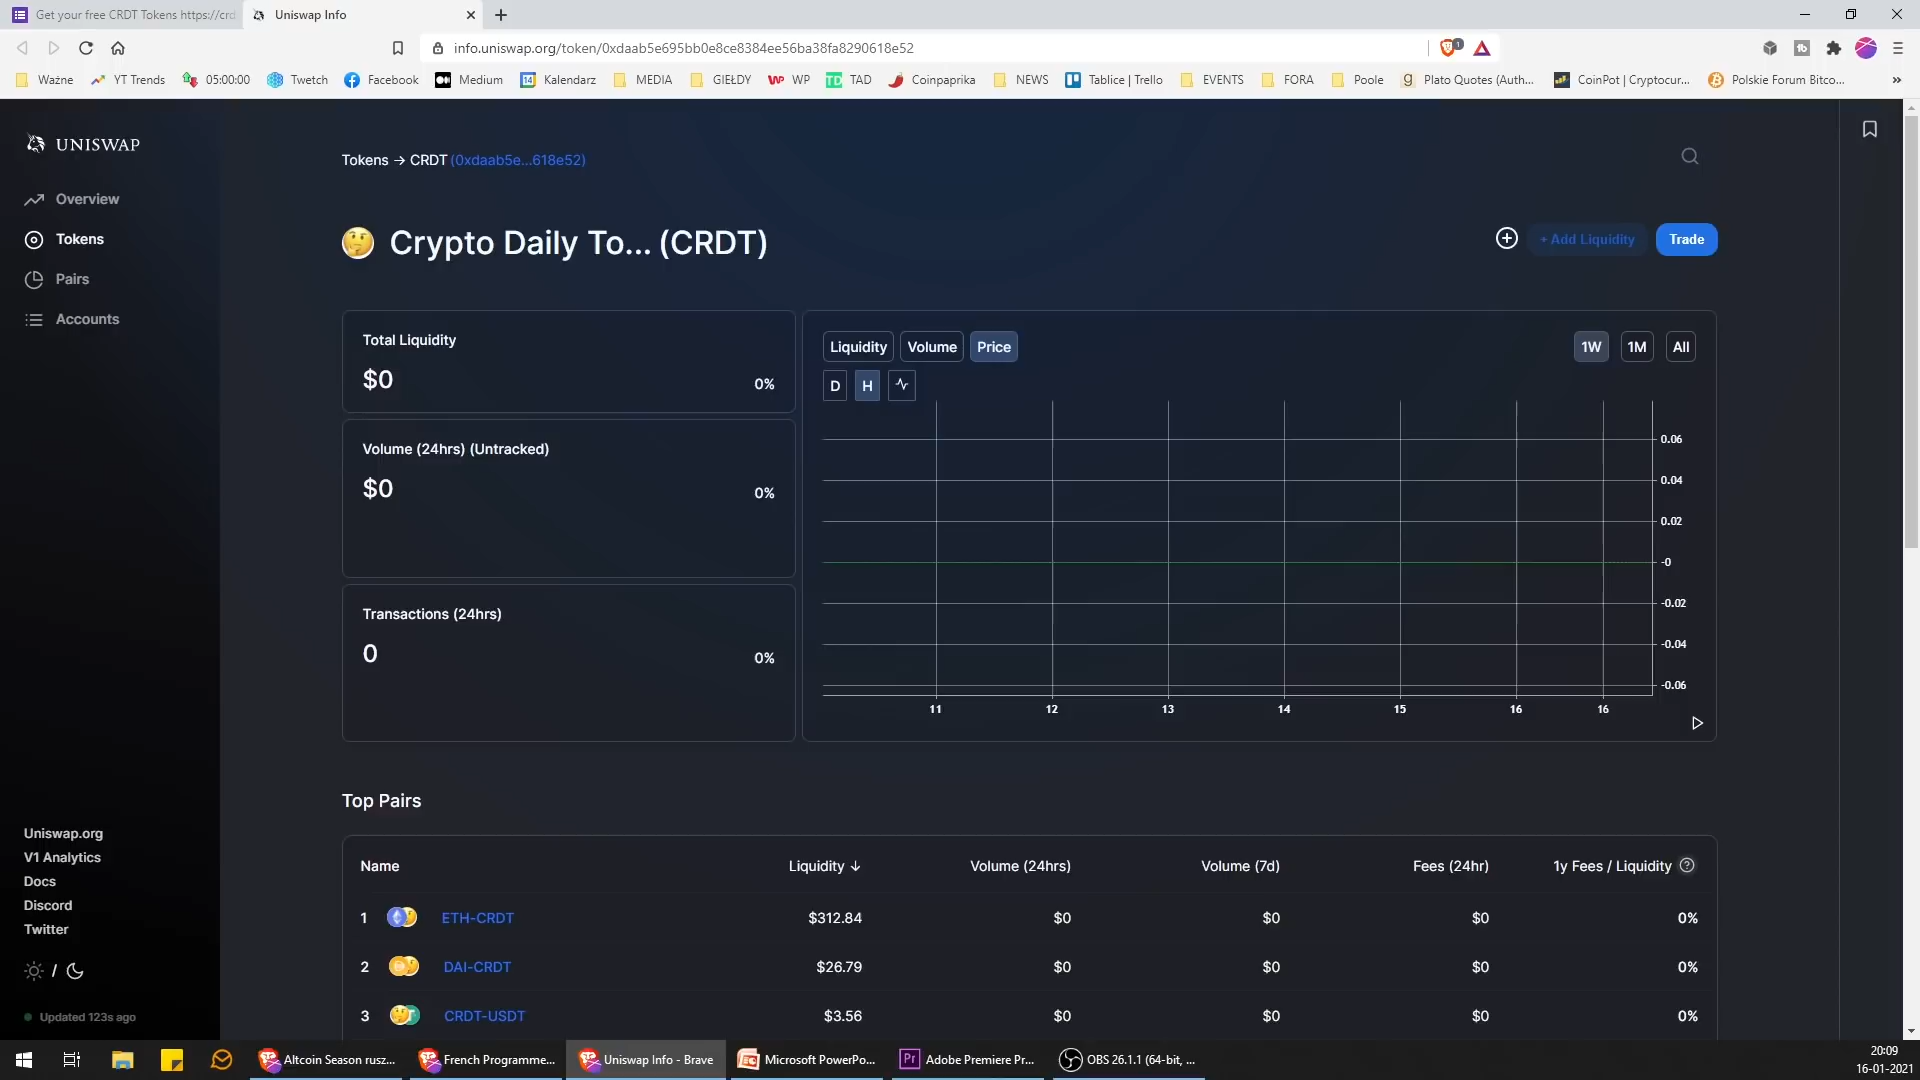 Get your free CRDT Tokens https://crd
Uniswap Info
info.uniswap.org/token/0xdaab5e695bb0e8ce8384ee56ba38fa8290618e52
1
Ważne
YT Trends
05:00:00
Twetch
Facebook
Medium
14
Kalendarz
MEDIA
GIEŁDY
WP
WP
TD
TAD
Coinpaprika
NEWS
Tablice | Trello
EVENTS
FORA
Poole
g
Plato Quotes (Auth...
CoinPot | Cryptocur...
Polskie Forum Bitco...
»
UNISWAP
Overview
Tokens
Pairs
Accounts
Tokens → CRDT (0xdaab5e...618e52)
Crypto Daily To... (CRDT)
+ Add Liquidity
Trade
Total Liquidity
$0
0%
Volume (24hrs) (Untracked)
$0
0%
Transactions (24hrs)
0
0%
Liquidity
Volume
Price
1W
1M
All
D
H
0.06
0.04
0.02
-0
-0.02
-0.04
-0.06
11
12
13
14
15
16
16
Top Pairs
Name
Liquidity ↓
Volume (24hrs)
Volume (7d)
Fees (24hr)
1y Fees / Liquidity ?
1 ETH-CRDT $312.84 $0 $0 $0 0%
2 DAI-CRDT $26.79 $0 $0 $0 0%
3 CRDT-USDT $3.56 $0 $0 $0 0%
Uniswap.org
V1 Analytics
Docs
Discord
Twitter
/
Updated 123s ago
Altcoin Season rusz...
French Programme...
Uniswap Info - Brave
Microsoft PowerPo...
Pr
Adobe Premiere Pr...
OBS 26.1.1 (64-bit, ...
20:09
16-01-2021